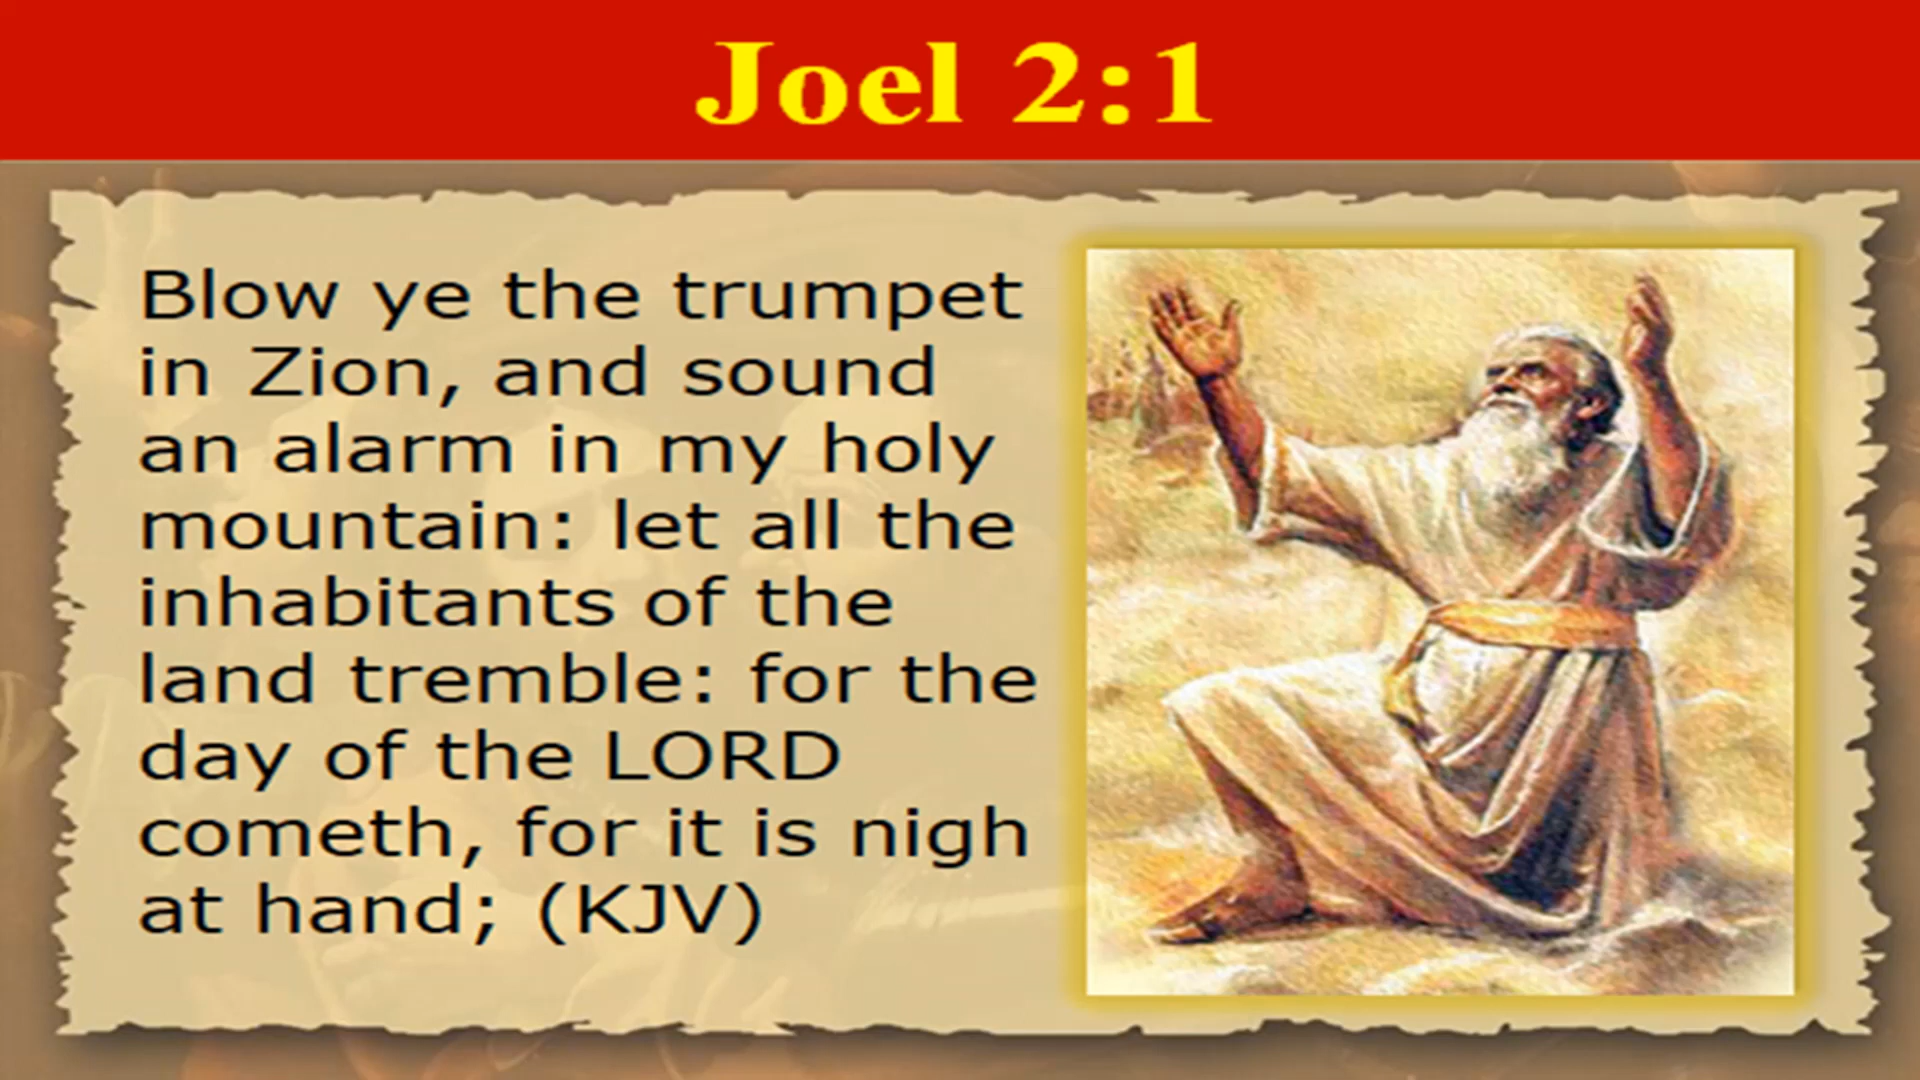 Joel 2:1
Blow ye the trumpet
in Zion, and sound
an alarm in my holy
mountain: let all the
inhabitants of the
land tremble: for the
day of the LORD
cometh, for it is nigh
at hand; (KJV)